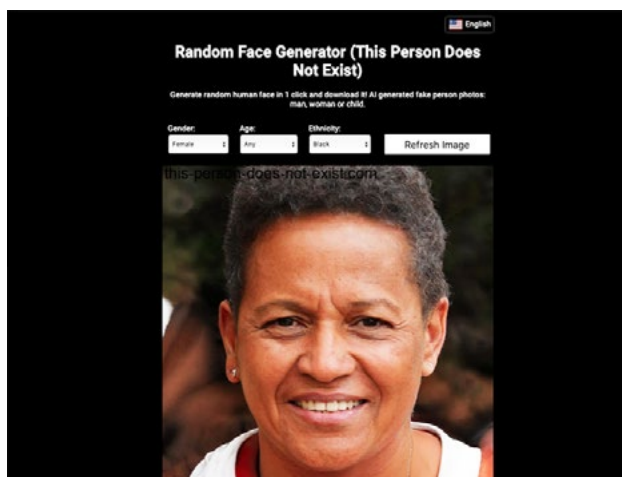 English
Random Face Generator (This Person Does
Not Exist)
Generate random human face in 1 click and download it! AI generated fake person photos:
man, woman or child.
Gender: Age: Ethnicity:
Female Any Black Refresh Image
this-person-does-not-exist.com